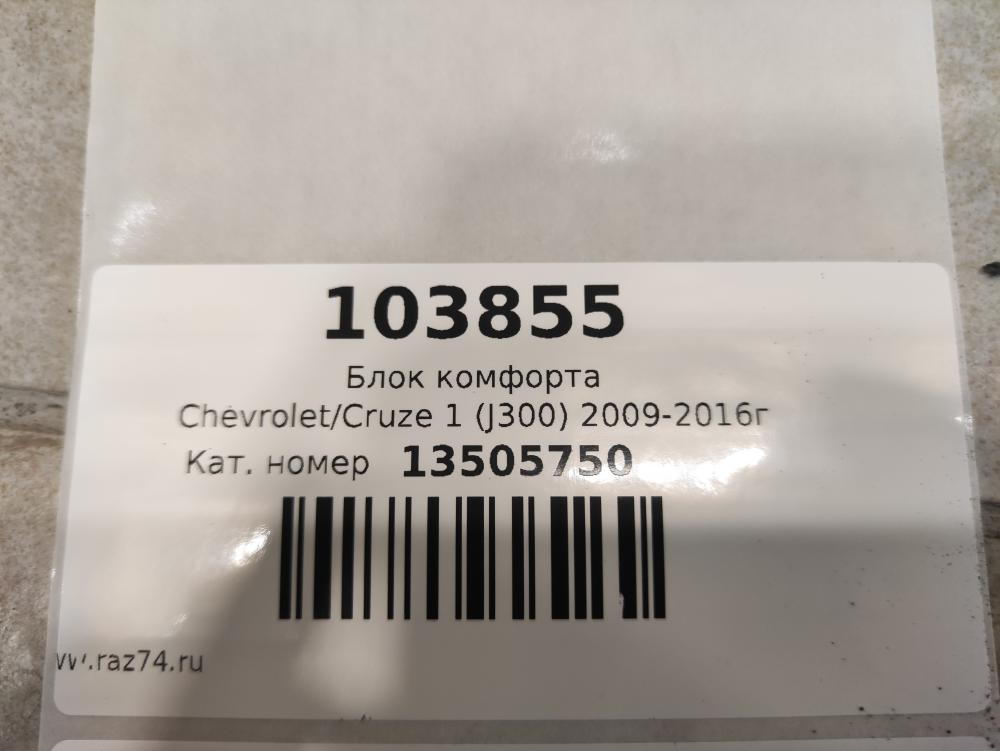 103855
Блок комфорта
Chevrolet/Cruze 1 (J300) 2009-2016г
Кат. номер 13505750
w.raz74.ru